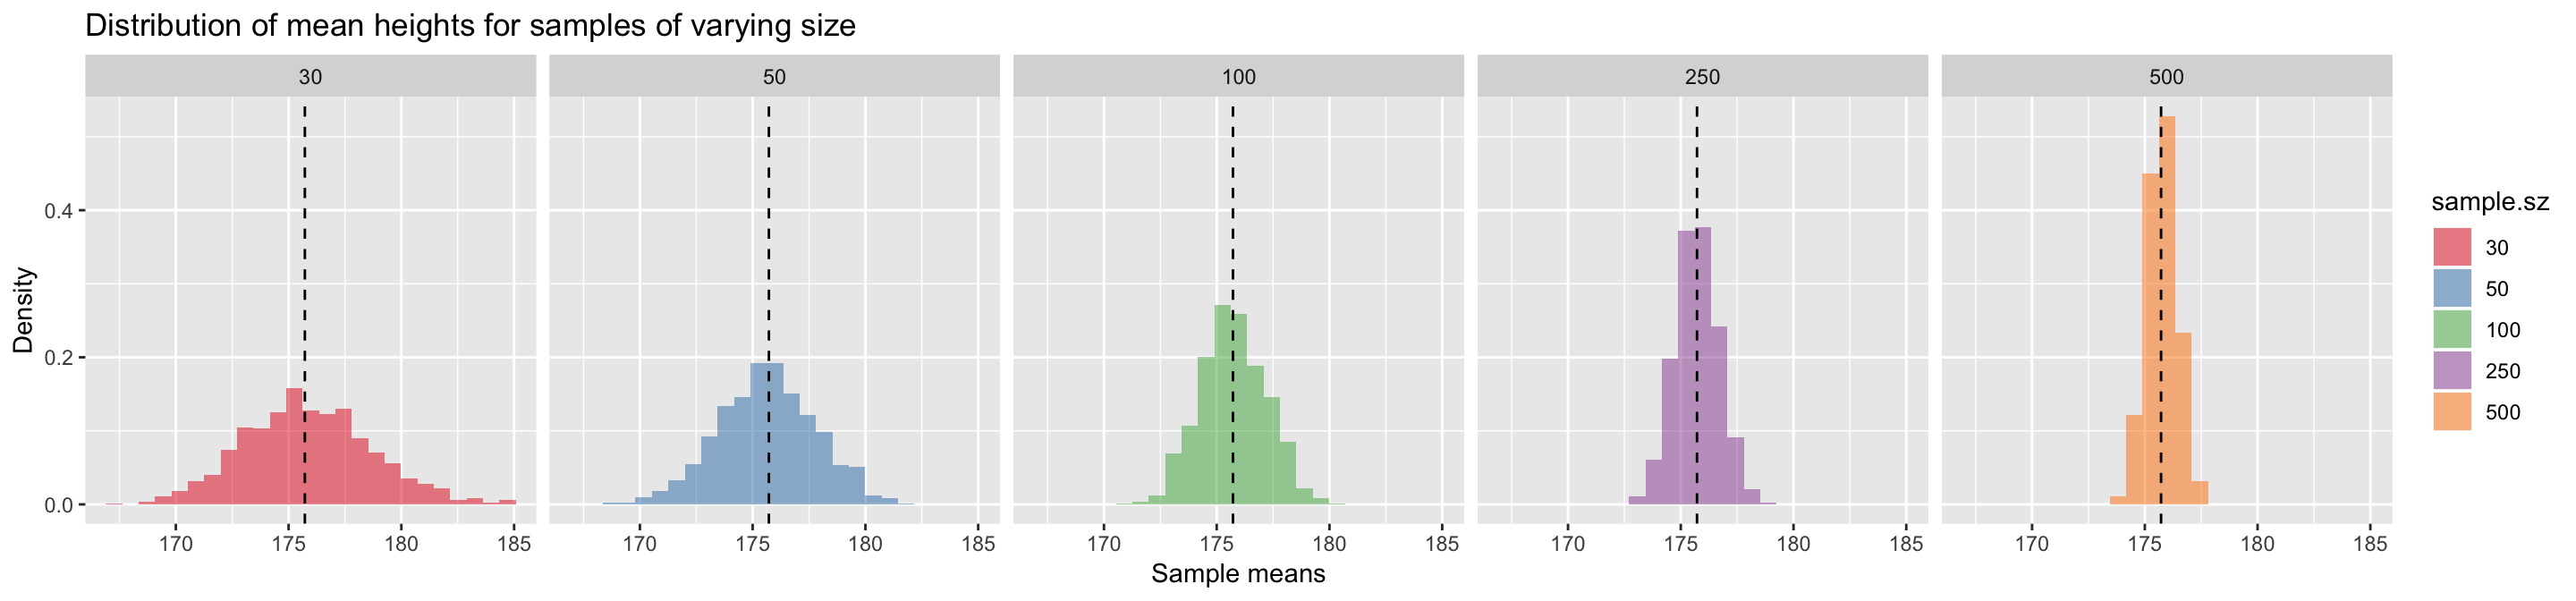 Distribution of mean heights for samples of varying size
30 50 100 250 500
sample.sz
30
50
100
250
500
Density
0.4
0.2
0.0
170 175 180 185 170 175 180 185 170 175 180 185 170 175 180 185 170 175 180 185
Sample means